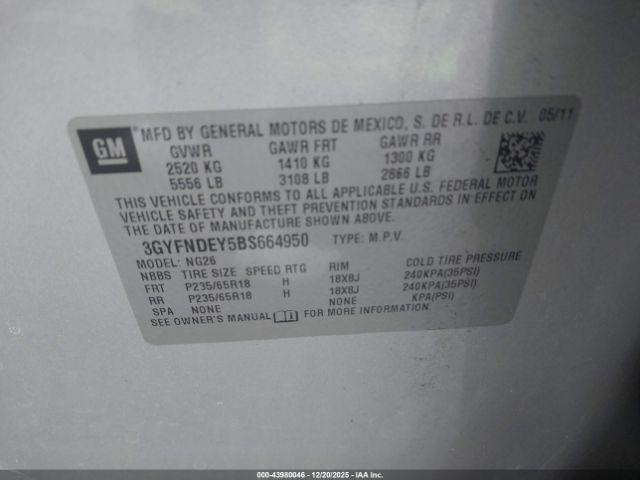 GM
MFD BY GENERAL MOTORS DE MEXICO, S. DE R.L. DE C.V. 05/11
GVWR GAWR FRT GAWR RR
2520 KG 1410 KG 1300 KG
5556 LB 3108 LB 2866 LB
THIS VEHICLE CONFORMS TO ALL APPLICABLE U.S. FEDERAL MOTOR
VEHICLE SAFETY AND THEFT PREVENTION STANDARDS IN EFFECT ON
THE DATE OF MANUFACTURE SHOWN ABOVE.
3GYFNDEY5BS664950 TYPE: M.P.V.
MODEL: NG26
NBBS TIRE SIZE SPEED RTG RIM COLD TIRE PRESSURE
FRT P235/65R18 H 18X8J 240KPA(35PSI)
RR P235/65R18 H 18X8J 240KPA(35PSI)
SPA NONE NONE KPA(PSI)
SEE OWNER'S MANUAL FOR MORE INFORMATION.
000-43980046 - 12/20/2025 - IAA Inc.